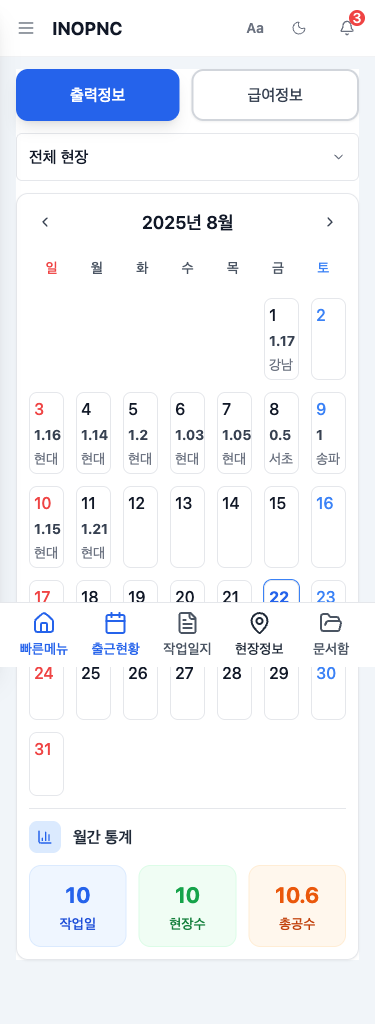 INOPNC
Aa
3
출력정보
급여정보
전체 현장
2025년 8월
일 월 화 수 목 금 토
1 2
1.17
강남
3 4 5 6 7 8 9
1.16 1.14 1.2 1.03 1.05 0.5 1
현대 현대 현대 현대 현대 서초 송파
10 11 12 13 14 15 16
1.15 1.21
현대 현대
17 18 19 20 21 22 23
빠른메뉴 출근현황 작업일지 현장정보 문서함
24 25 26 27 28 29 30
31
월간 통계
10 10 10.6
작업일 현장수 총공수